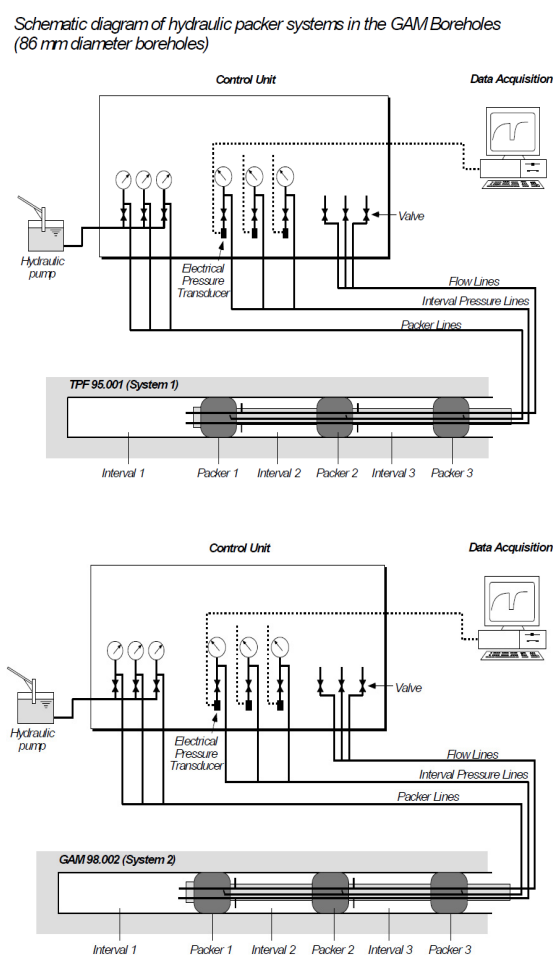 Schematic diagram of hydraulic packer systems in the GAM Boreholes
(86 mm diameter boreholes)
Control Unit
Data Acquisition
Valve
Hydraulic
pump
Electrical
Pressure
Transducer
Flow Lines
Interval Pressure Lines
Packer Lines
TPF 95.001 (System 1)
Interval 1
Packer 1
Interval 2
Packer 2
Interval 3
Packer 3
Control Unit
Data Acquisition
Valve
Hydraulic
pump
Electrical
Pressure
Transducer
Flow Lines
Interval Pressure Lines
Packer Lines
GAM 98.002 (System 2)
Interval 1
Packer 1
Interval 2
Packer 2
Interval 3
Packer 3